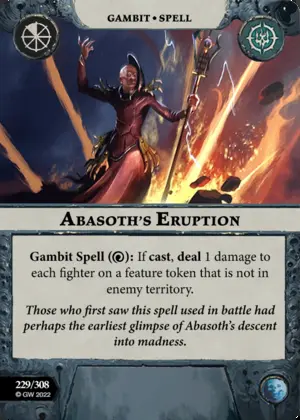 GAMBIT • SPELL
ABASOTH'S ERUPTION
Gambit Spell (): If cast, deal 1 damage to
each fighter on a feature token that is not in
enemy territory.
Those who first saw this spell used in battle had
perhaps the earliest glimpse of Abasoth's descent
into madness.
229/308
© GW 2022